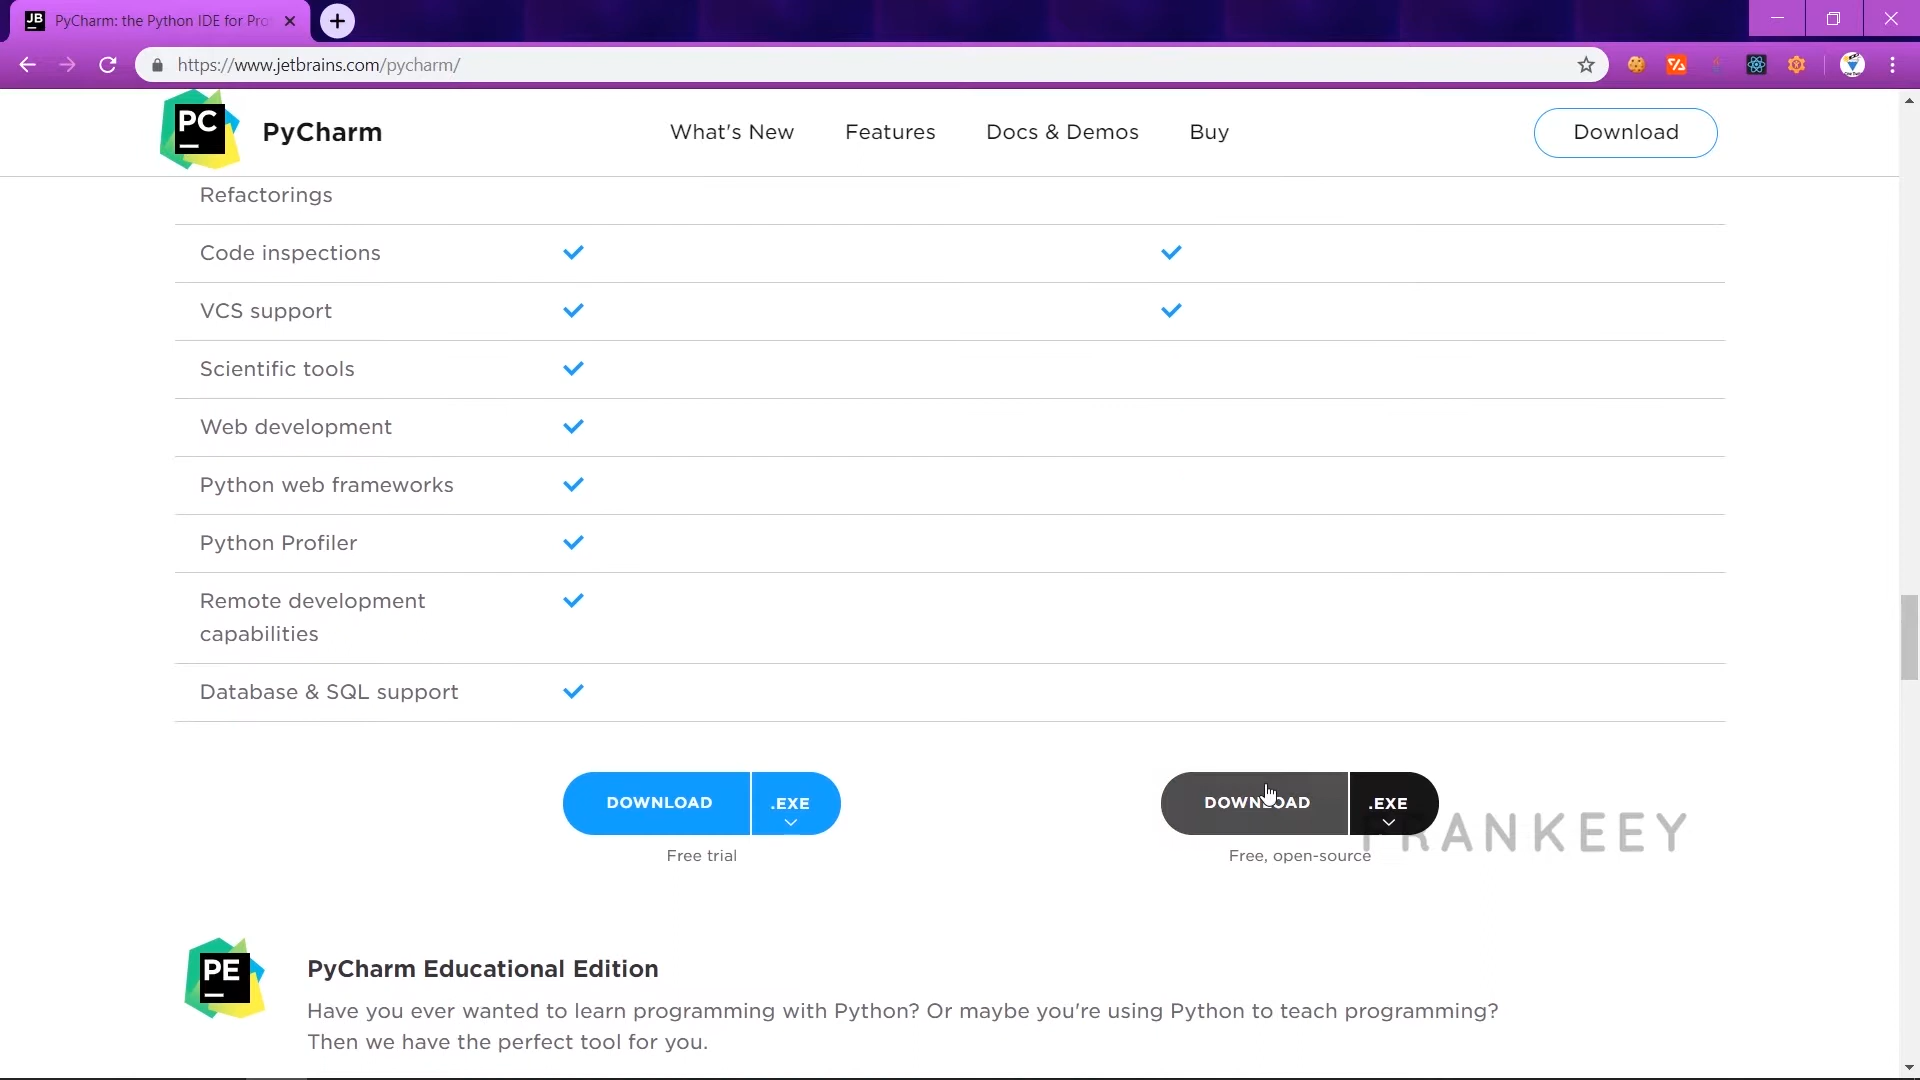 JB PyCharm: the Python IDE for Pro
https://www.jetbrains.com/pycharm/
PC PyCharm What's New Features Docs & Demos Buy Download
Refactorings
Code inspections
VCS support
Scientific tools
Web development
Python web frameworks
Python Profiler
Remote development
capabilities
Database & SQL support
DOWNLOAD .EXE DOWNLOAD .EXE
FRANKEEY
Free trial Free, open-source
PE PyCharm Educational Edition
Have you ever wanted to learn programming with Python? Or maybe you're using Python to teach programming?
Then we have the perfect tool for you.